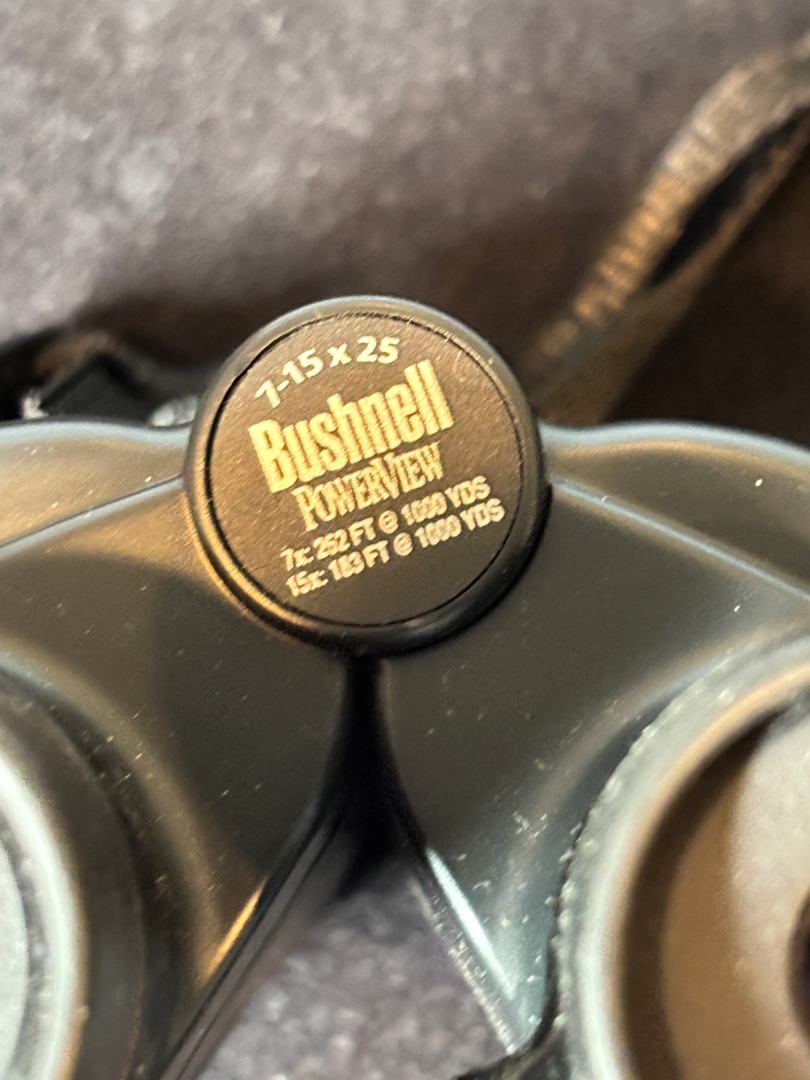 7-15 x 25
Bushnell
POWERVIEW
7x: 262 FT @ 1000 YDS
15x: 183 FT @ 1000 YDS